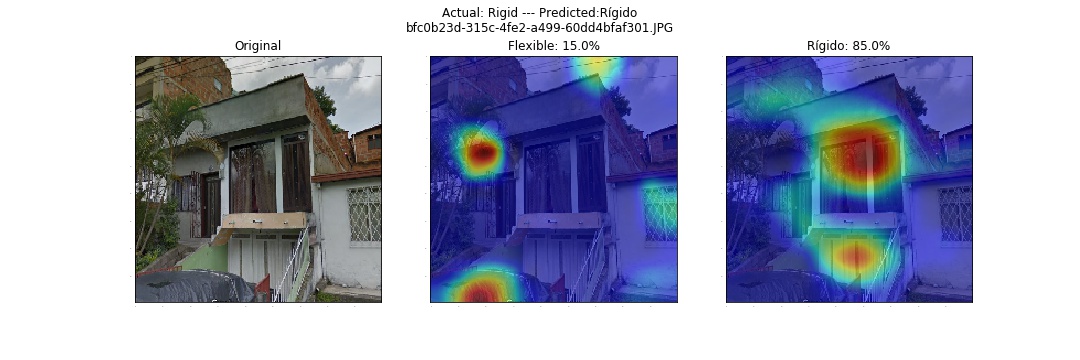 Actual: Rigid --- Predicted:Rígido
bfc0b23d-315c-4fe2-a499-60dd4bfaf301.JPG
Original
Flexible: 15.0%
Rígido: 85.0%